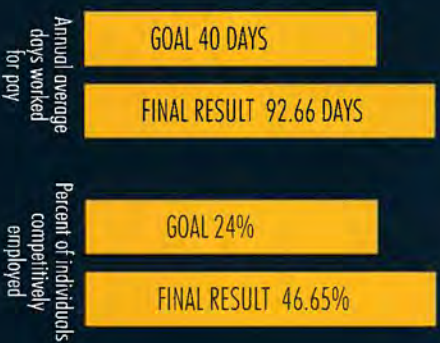 Annual average
days worked
for pay
GOAL 40 DAYS
FINAL RESULT 92.66 DAYS
Percent of individuals
competitively
employed
GOAL 24%
FINAL RESULT 46.65%